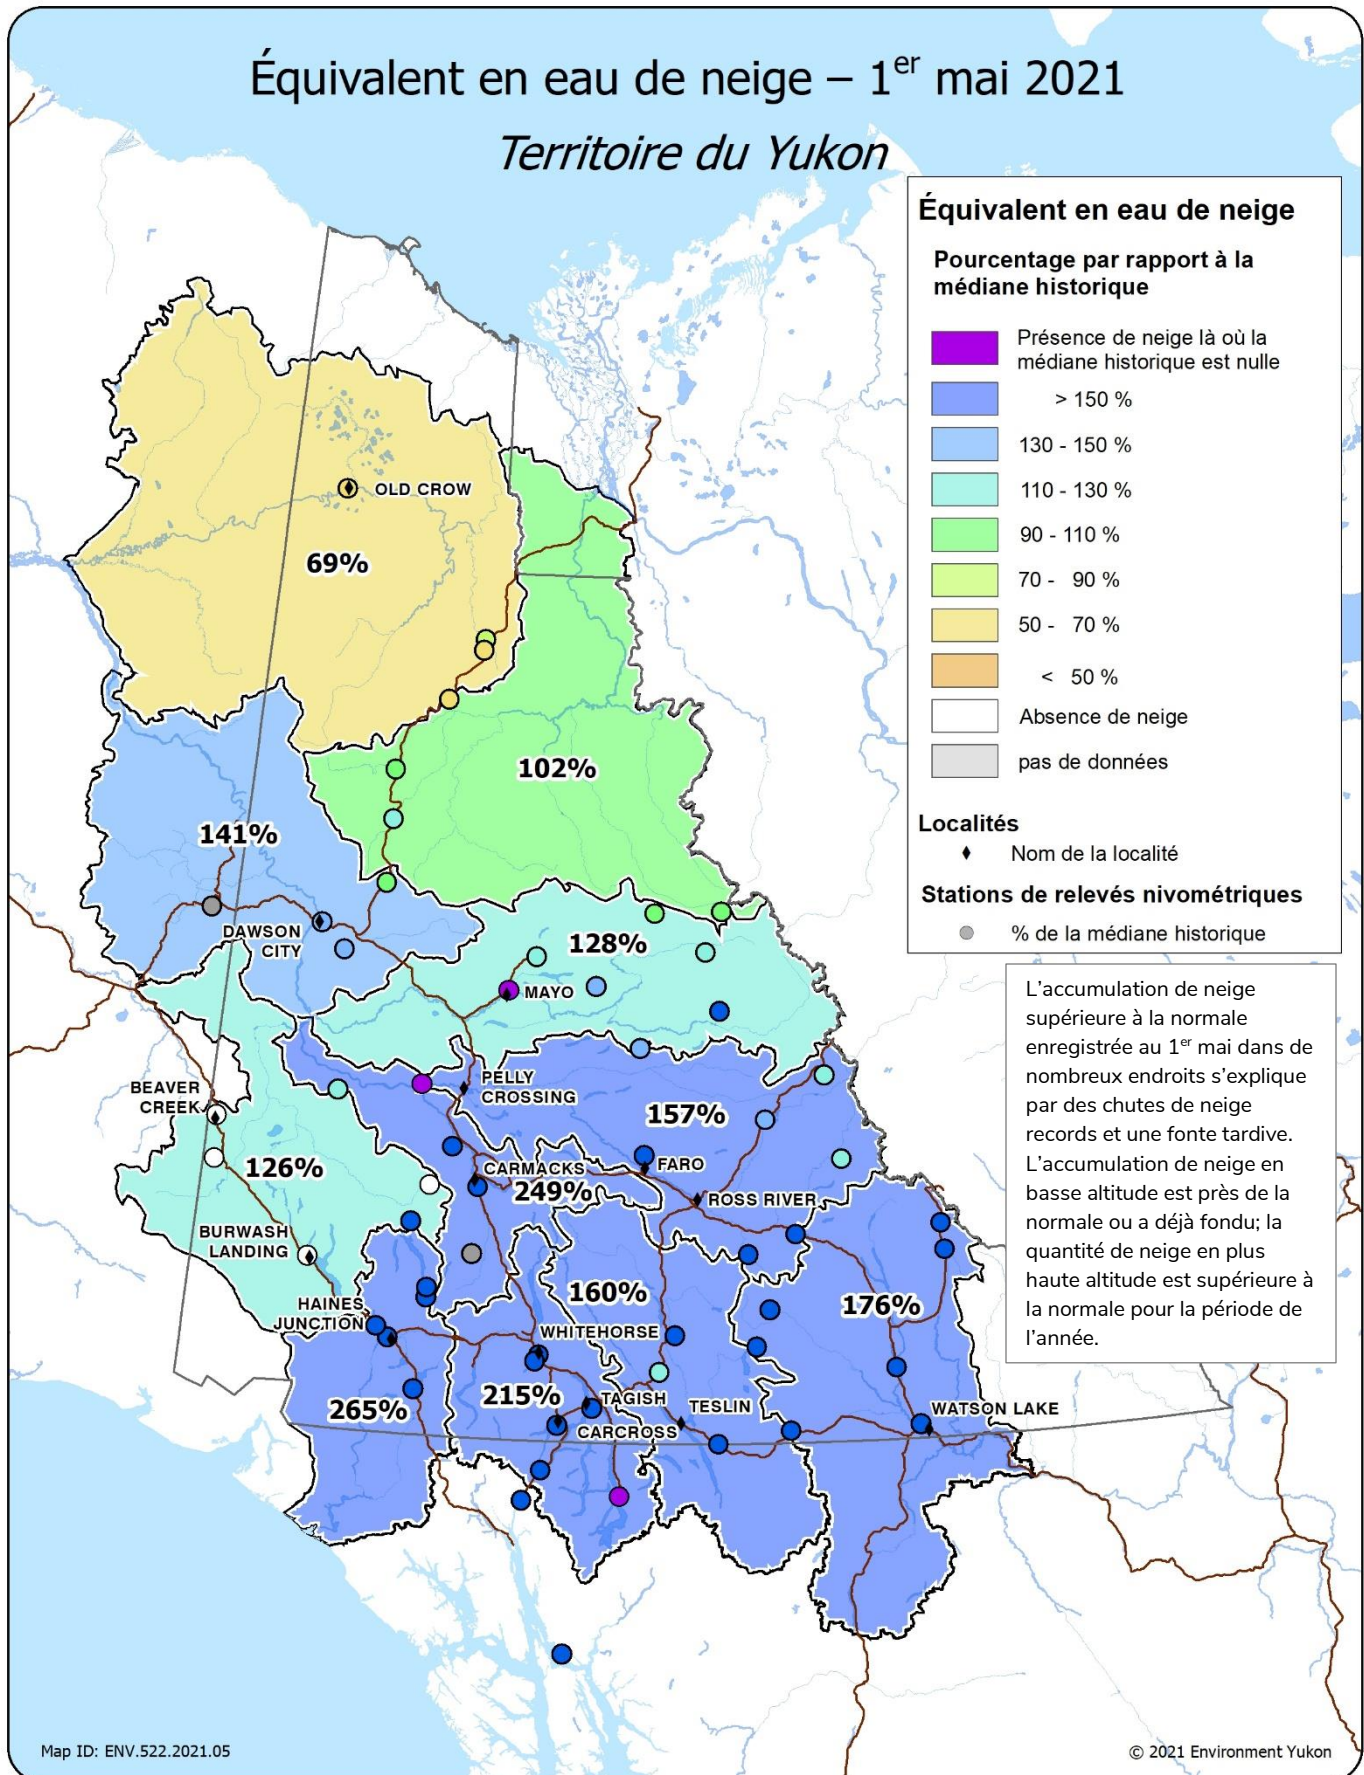 Équivalent en eau de neige – 1er mai 2021
Territoire du Yukon
Équivalent en eau de neige
Pourcentage par rapport à la
médiane historique
Présence de neige là où la
médiane historique est nulle
> 150 %
130 - 150 %
110 - 130 %
90 - 110 %
70 - 90 %
50 - 70 %
< 50 %
Absence de neige
pas de données
Localités
Nom de la localité
Stations de relevés nivométriques
% de la médiane historique
L'accumulation de neige
supérieure à la normale
enregistrée au 1er mai dans de
nombreux endroits s'explique
par des chutes de neige
records et une fonte tardive.
L'accumulation de neige en
basse altitude est près de la
normale ou a déjà fondu; la
quantité de neige en plus
haute altitude est supérieure à
la normale pour la période de
l'année.
OLD CROW
69%
102%
141%
DAWSON
CITY
128%
MAYO
BEAVER
CREEK
PELLY
CROSSING
157%
126%
CARMACKS
249%
FARO
ROSS RIVER
BURWASH
LANDING
HAINES
JUNCTION
160%
176%
WHITEHORSE
265%
215%
TAGISH
CARCROSS
TESLIN
WATSON LAKE
Map ID: ENV.522.2021.05
© 2021 Environment Yukon